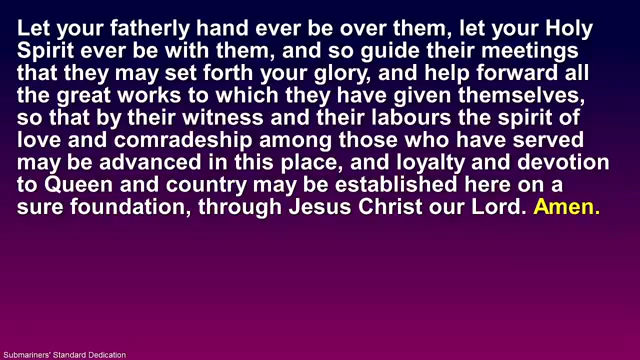 Let your fatherly hand ever be over them, let your Holy
Spirit ever be with them, and so guide their meetings
that they may set forth your glory, and help forward all
the great works to which they have given themselves,
so that by their witness and their labours the spirit of
love and comradeship among those who have served
may be advanced in this place, and loyalty and devotion
to Queen and country may be established here on a
sure foundation, through Jesus Christ our Lord. Amen.
Submariners' Standard Dedication